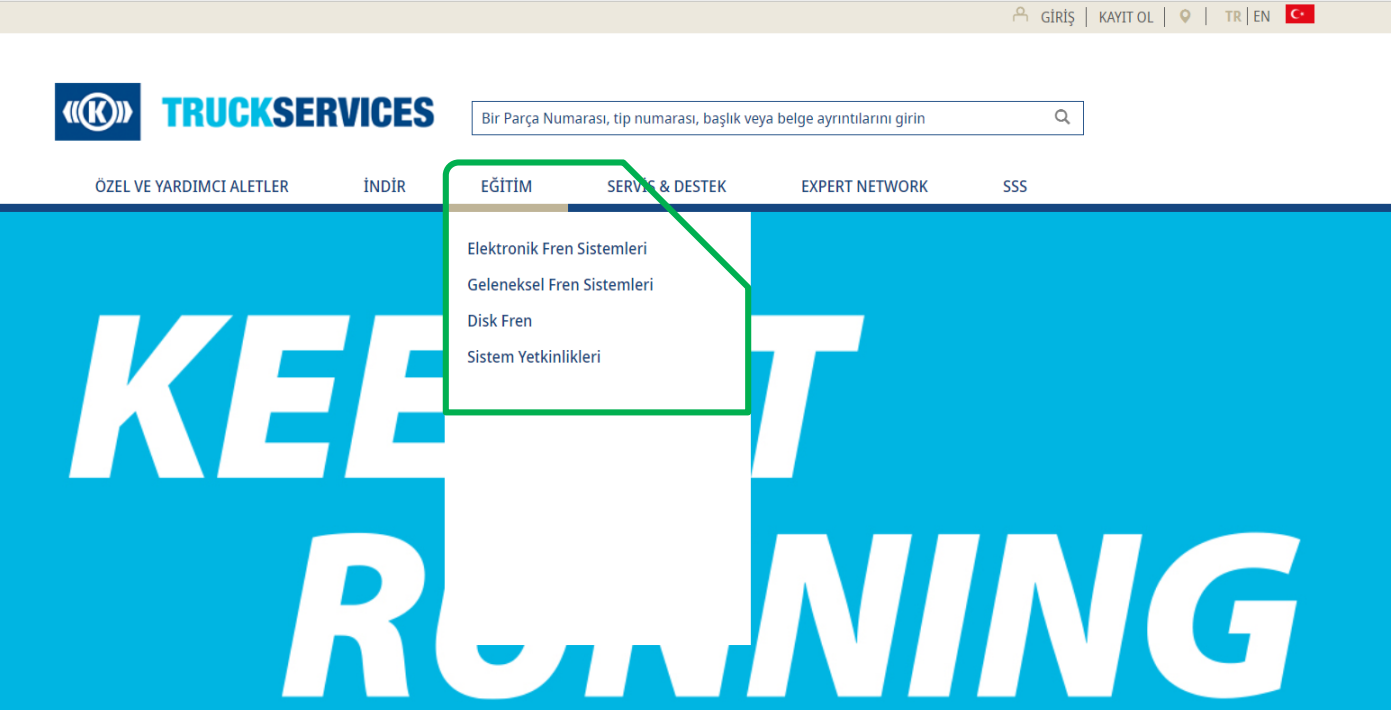 GİRİŞ | KAYIT OL | | TR | EN
K TRUCKSERVICES
Bir Parça Numarası, tip numarası, başlık veya belge ayrıntılarını girin
ÖZEL VE YARDIMCI ALETLER İNDİR EĞİTİM SERVİS & DESTEK EXPERT NETWORK SSS
Elektronik Fren Sistemleri
Geleneksel Fren Sistemleri
Disk Fren
Sistem Yetkinlikleri